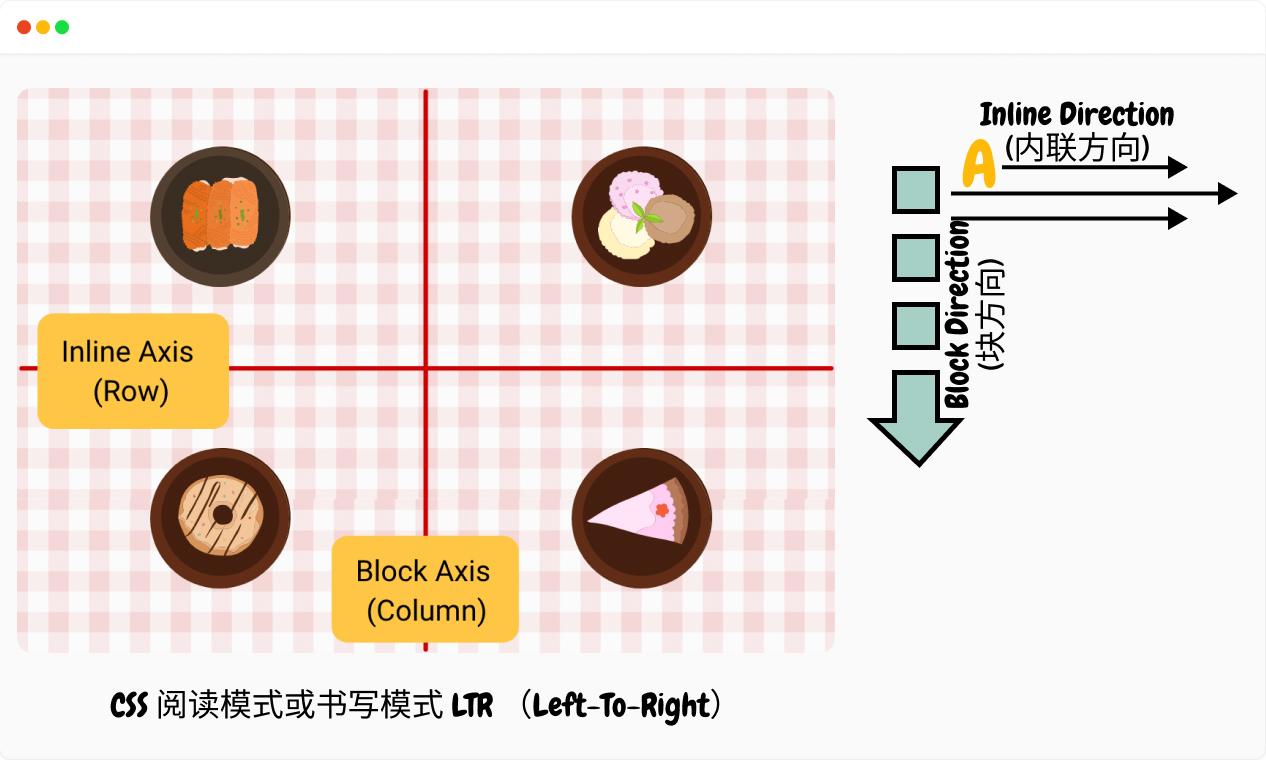 Inline Direction
(内联方向)
A
Block Direction
(块方向)
Inline Axis
(Row)
Block Axis
(Column)
CSS 阅读模式或书写模式 LTR （Left-To-Right）